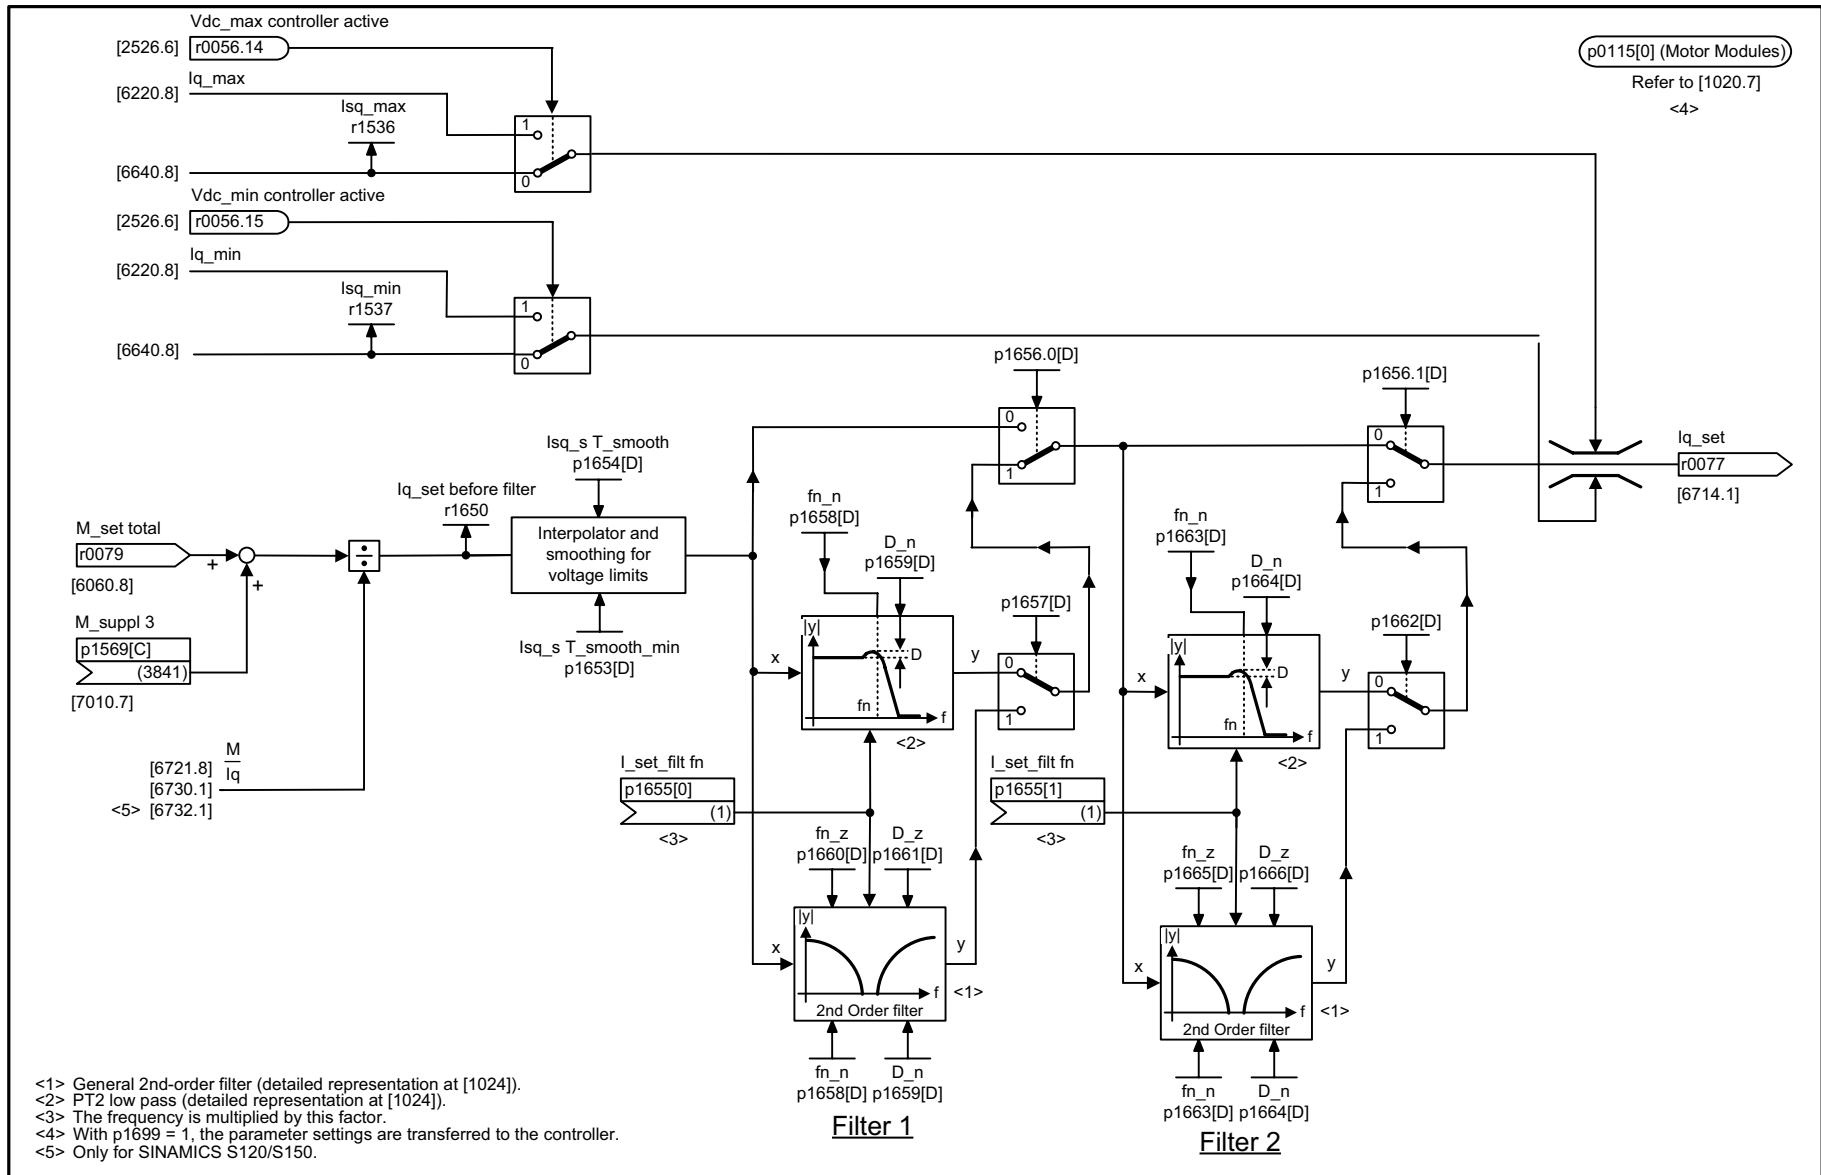 Vdc_max controller active
[2526.6] r0056.14
Iq_max
[6220.8]
Isq_max
r1536
1
[6640.8]
0
p0115[0] (Motor Modules)
Refer to [1020.7]
<4>
Vdc_min controller active
[2526.6] r0056.15
Iq_min
[6220.8]
Isq_min
r1537
1
[6640.8]
0
p1656.0[D]
0
1
p1656.1[D]
0
1
Iq_set
r0077
[6714.1]
Isq_s T_smooth
p1654[D]
Iq_set before filter
r1650
Interpolator and
smoothing for
voltage limits
Isq_s T_smooth_min
p1653[D]
M_set total
r0079
[6060.8]
+
+
÷
M_suppl 3
p1569[C]
(3841)
[7010.7]
M
Iq
[6721.8]
[6730.1]
<5> [6732.1]
fn_n
p1658[D]
D_n
p1659[D]
|y|
D
x
y
fn
f
<2>
p1657[D]
0
1
fn_n
p1663[D]
D_n
p1664[D]
|y|
D
x
y
fn
f
<2>
p1662[D]
0
1
I_set_filt fn
p1655[0]
(1)
<3>
I_set_filt fn
p1655[1]
(1)
<3>
fn_z
p1660[D]
D_z
p1661[D]
|y|
x
y
f
<1>
2nd Order filter
fn_n
p1658[D]
D_n
p1659[D]
Filter 1
fn_z
p1665[D]
D_z
p1666[D]
|y|
x
y
f
<1>
2nd Order filter
fn_n
p1663[D]
D_n
p1664[D]
Filter 2
<1> General 2nd-order filter (detailed representation at [1024]).
<2> PT2 low pass (detailed representation at [1024]).
<3> The frequency is multiplied by this factor.
<4> With p1699 = 1, the parameter settings are transferred to the controller.
<5> Only for SINAMICS S120/S150.